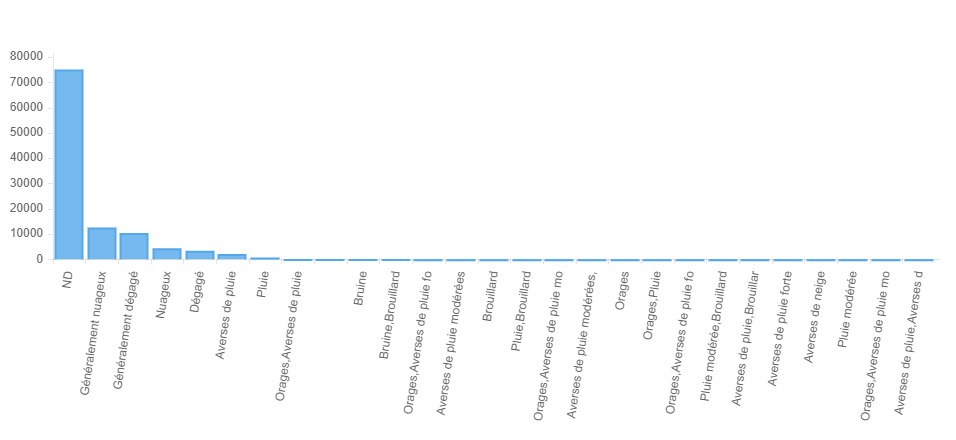 80000
70000
60000
50000
40000
30000
20000
10000
0
ND
Généralement nuageux
Généralement dégagé
Nuageux
Dégagé
Averses de pluie
Pluie
Orages,Averses de pluie
Bruine
Bruine,Brouillard
Orages,Averses de pluie fo
Averses de pluie modérées
Brouillard
Pluie,Brouillard
Orages,Averses de pluie mo
Averses de pluie modérées,
Orages
Orages,Pluie
Orages,Averses de pluie fo
Pluie modérée,Brouillard
Averses de pluie,Brouillar
Averses de pluie forte
Averses de neige
Pluie modérée
Orages,Averses de pluie mo
Averses de pluie,Averses d